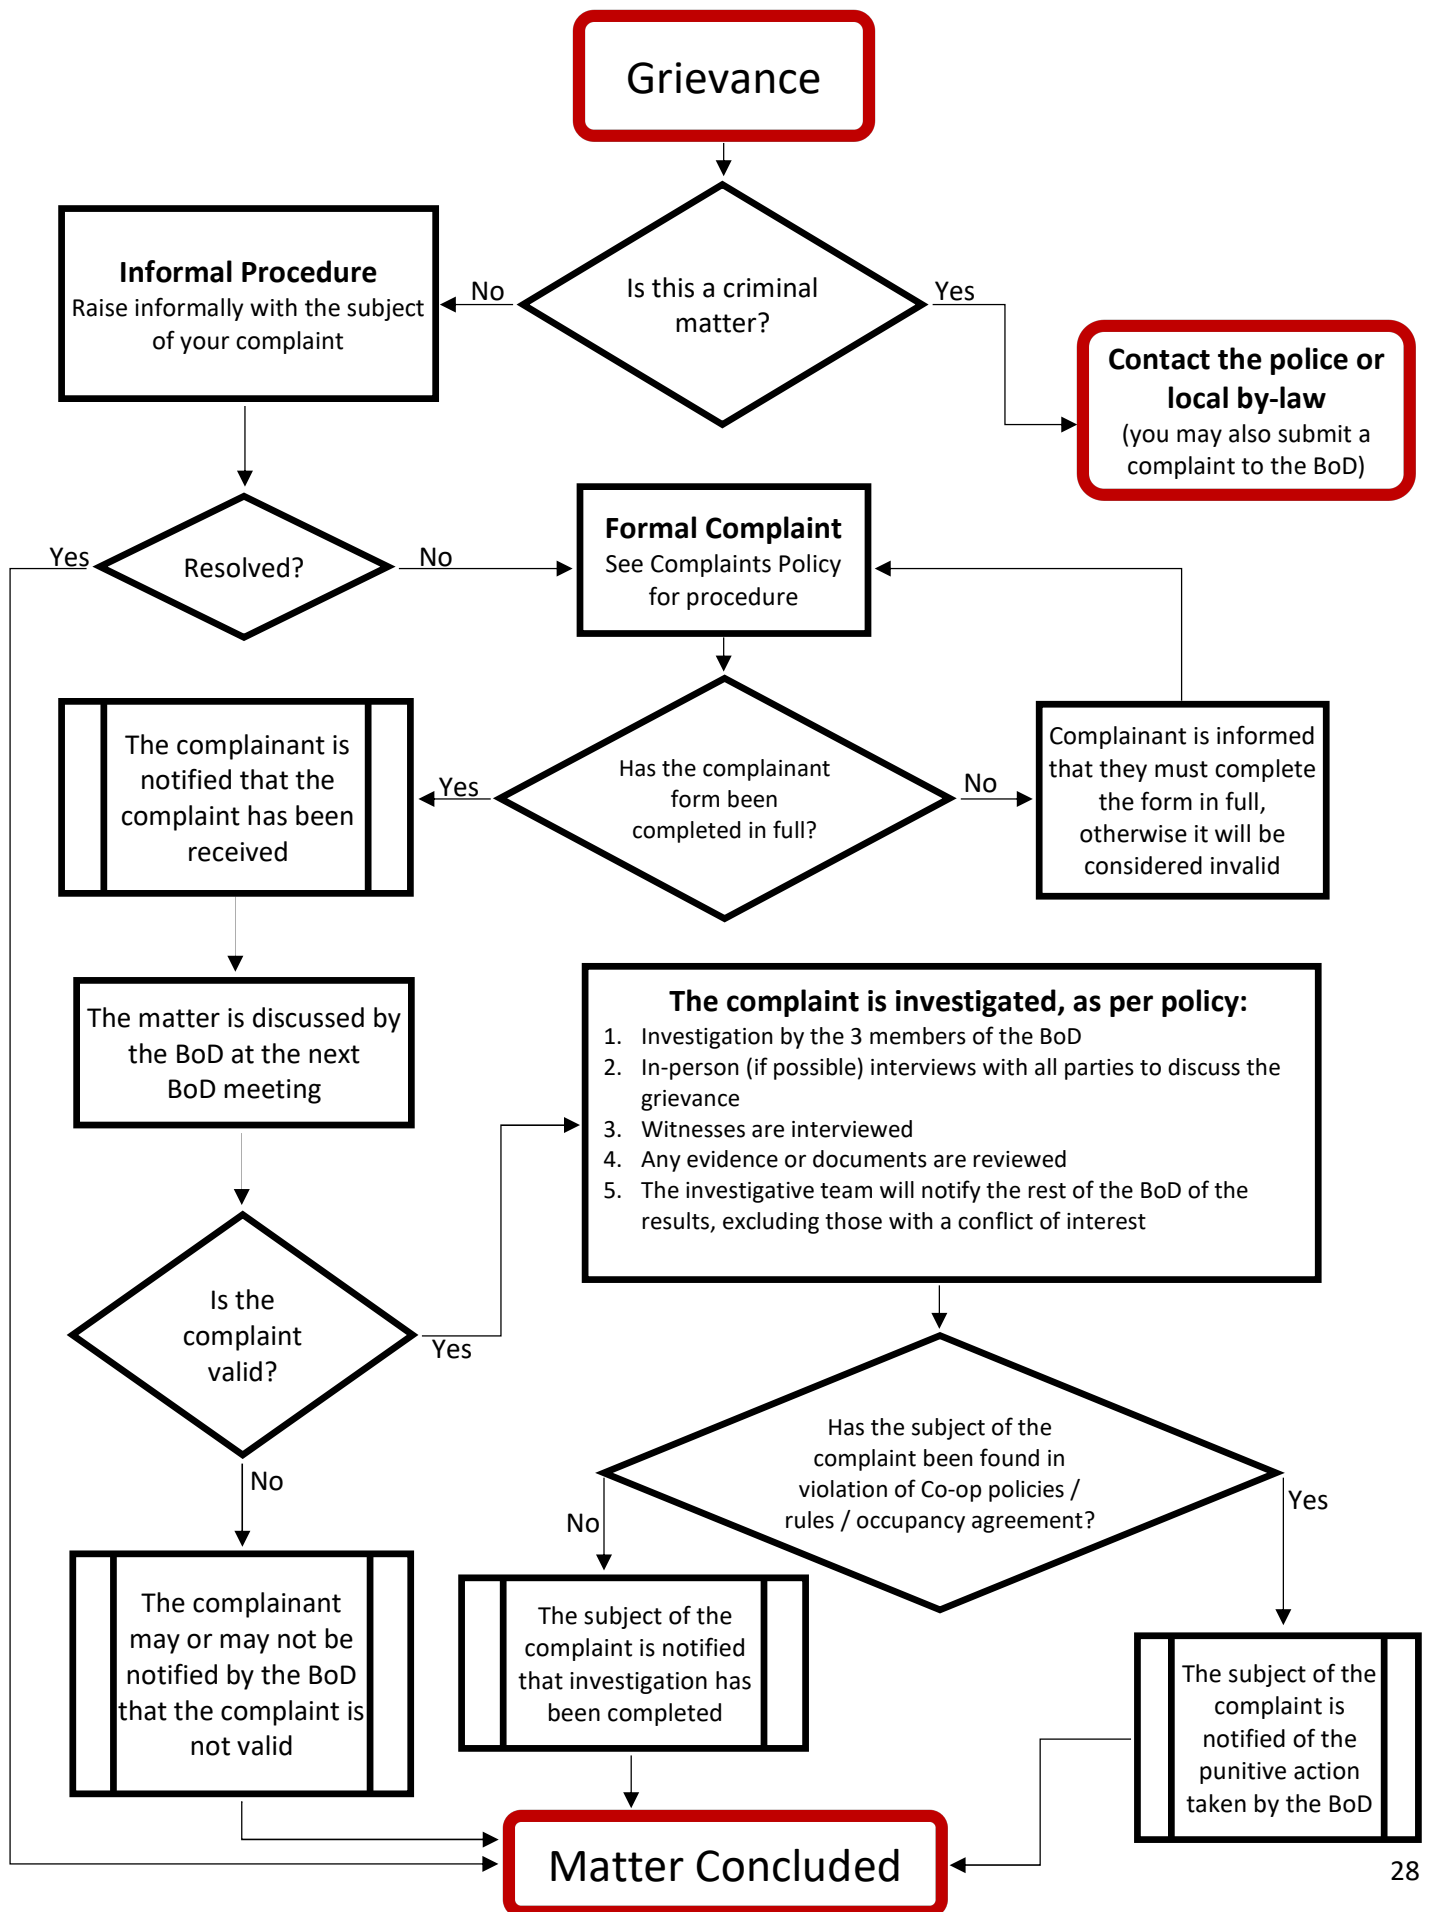 Grievance
Is this a criminal
matter?
No
Yes
Informal Procedure
Raise informally with the subject
of your complaint
Contact the police or
local by-law
(you may also submit a
complaint to the BoD)
Resolved?
Yes
No
Formal Complaint
See Complaints Policy
for procedure
Has the complainant
form been
completed in full?
Yes
No
Complainant is informed
that they must complete
the form in full,
otherwise it will be
considered invalid
The complainant is
notified that the
complaint has been
received
The matter is discussed by
the BoD at the next
BoD meeting
Is the
complaint
valid?
Yes
No
The complaint is investigated, as per policy:
1. Investigation by the 3 members of the BoD
2. In-person (if possible) interviews with all parties to discuss the
grievance
3. Witnesses are interviewed
4. Any evidence or documents are reviewed
5. The investigative team will notify the rest of the BoD of the
results, excluding those with a conflict of interest
Has the subject of the
complaint been found in
violation of Co-op policies /
rules / occupancy agreement?
No
Yes
The complainant
may or may not be
notified by the BoD
that the complaint is
not valid
The subject of the
complaint is notified
that investigation has
been completed
The subject of the
complaint is
notified of the
punitive action
taken by the BoD
Matter Concluded
28